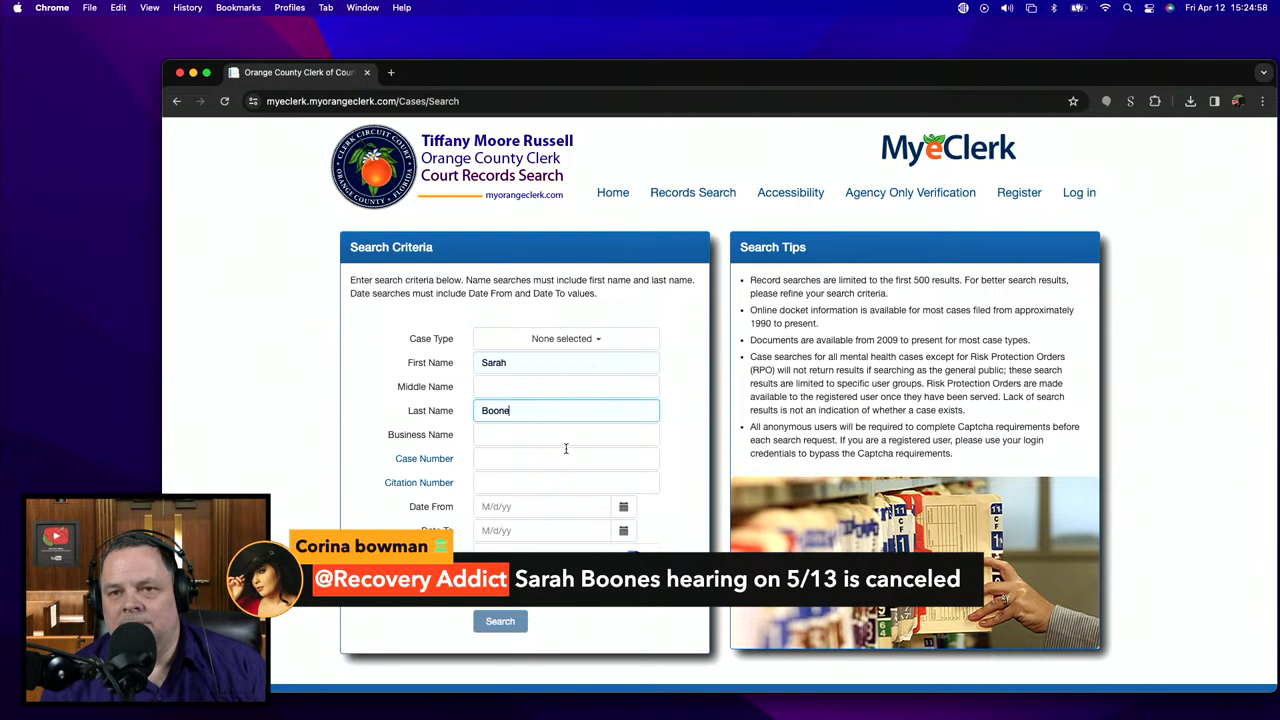 Chrome File Edit View History Bookmarks Profiles Tab Window Help Fri Apr 12 15:24:58
Orange County Clerk of Cour
myeclerk.myorangeclerk.com/Cases/Search
CLERK CIRCUIT COURT
ORANGE COUNTY, FLORIDA
Tiffany Moore Russell
Orange County Clerk
Court Records Search
myorangeclerk.com
MyeClerk
Home Records Search Accessibility Agency Only Verification Register Log in
Search Criteria
Enter search criteria below. Name searches must include first name and last name.
Date searches must include Date From and Date To values.
Case Type None selected
First Name Sarah
Middle Name
Last Name Boone
Business Name
Case Number
Citation Number
Date From M/d/yy
Date To M/d/yy
Search
Search Tips
• Record searches are limited to the first 500 results. For better search results,
please refine your search criteria.
• Online docket information is available for most cases filed from approximately
1990 to present.
• Documents are available from 2009 to present for most case types.
• Case searches for all mental health cases except for Risk Protection Orders
(RPO) will not return results if searching as the general public; these search
results are limited to specific user groups. Risk Protection Orders are made
available to the registered user once they have been served. Lack of search
results is not an indication of whether a case exists.
• All anonymous users will be required to complete Captcha requirements before
each search request. If you are a registered user, please use your login
credentials to bypass the Captcha requirements.
Corina bowman
@Recovery Addict Sarah Boones hearing on 5/13 is canceled